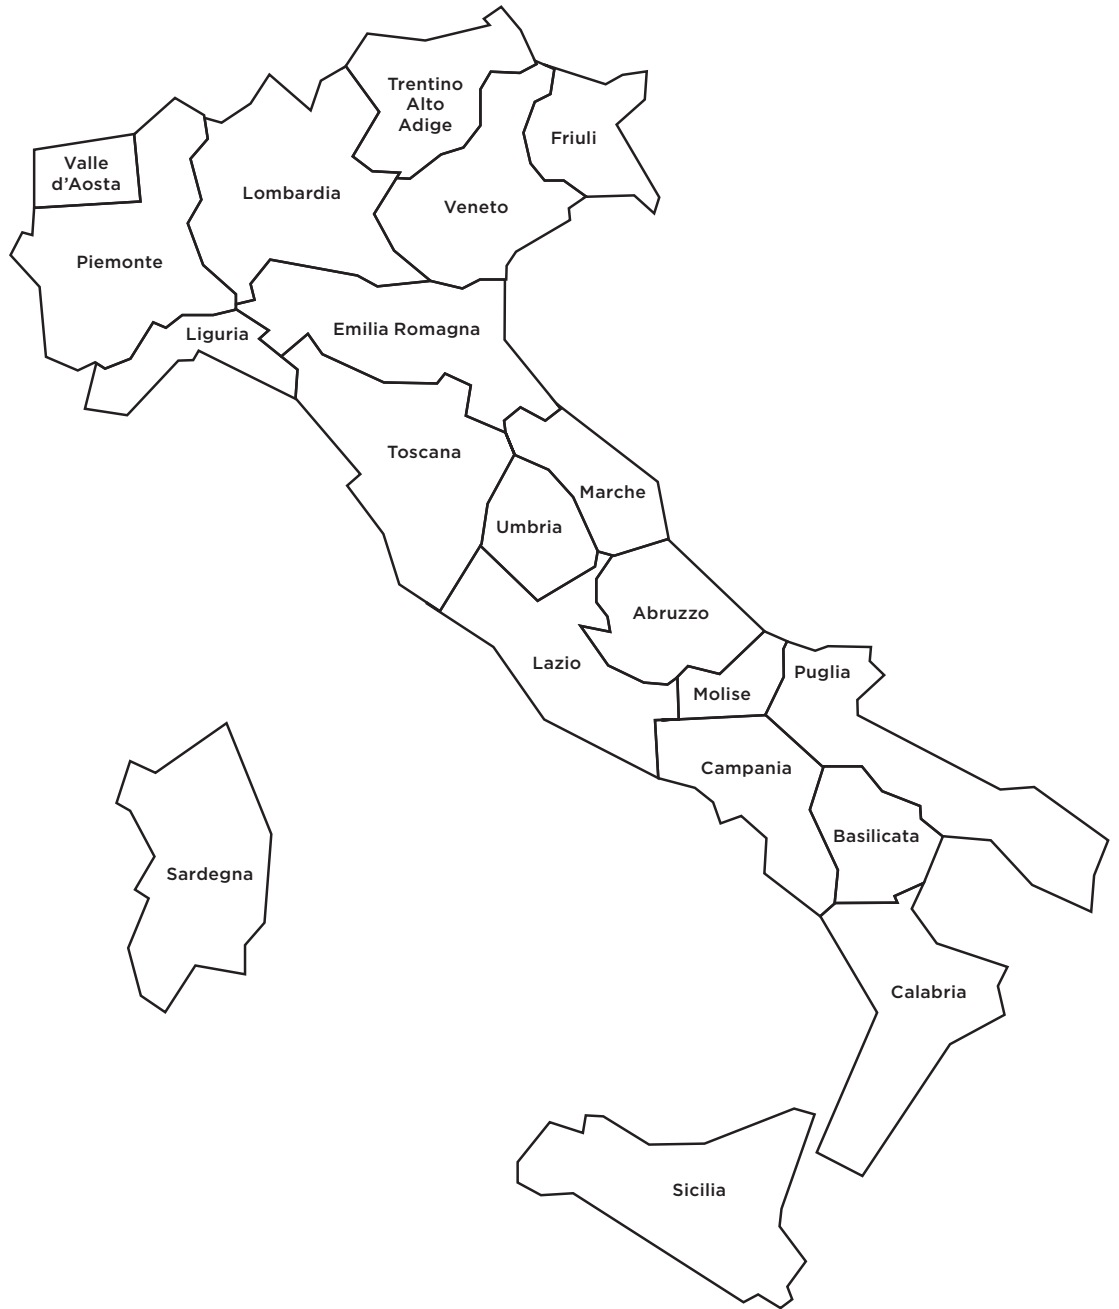 Trentino
Alto
Adige
Friuli
Valle
d'Aosta
Lombardia
Veneto
Piemonte
Liguria
Emilia Romagna
Toscana
Marche
Umbria
Abruzzo
Lazio
Puglia
Molise
Campania
Basilicata
Sardegna
Calabria
Sicilia